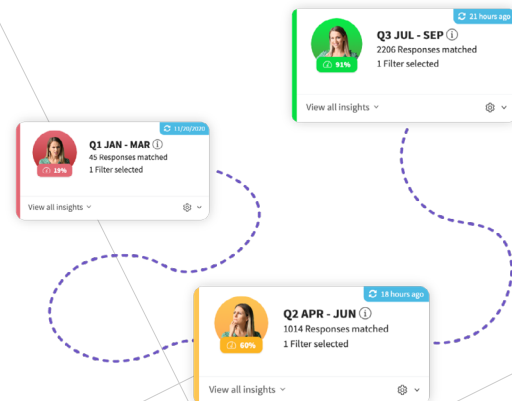 21 hours ago
Q3 JUL - SEP
2206 Responses matched
1 Filter selected
91%
View all insights
11/20/2020
Q1 JAN - MAR
45 Responses matched
1 Filter selected
19%
View all insights
18 hours ago
Q2 APR - JUN
1014 Responses matched
1 Filter selected
60%
View all insights